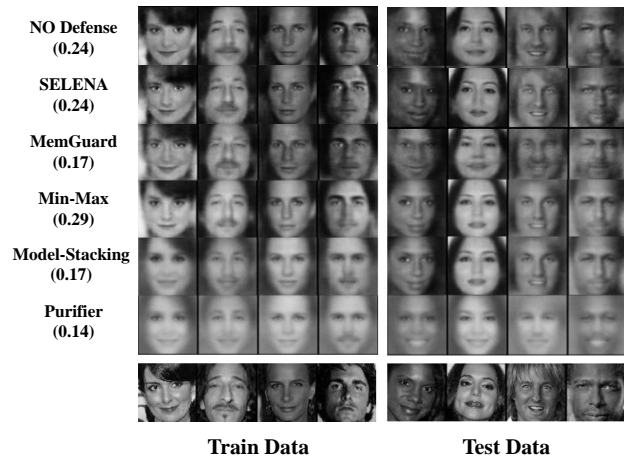 NO Defense
(0.24)
SELENA
(0.24)
MemGuard
(0.17)
Min-Max
(0.29)
Model-Stacking
(0.17)
Purifier
(0.14)
Train Data
Test Data